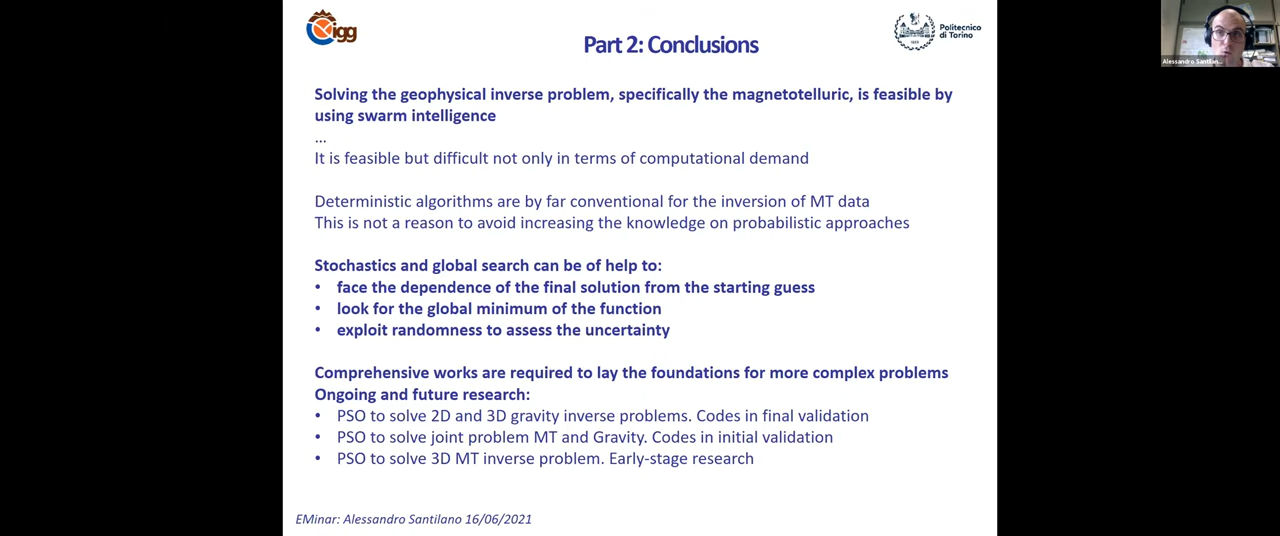 igg
Part 2: Conclusions
Politecnico
di Torino
Alessandro Santilan...
Solving the geophysical inverse problem, specifically the magnetotelluric, is feasible by
using swarm intelligence
...
It is feasible but difficult not only in terms of computational demand
Deterministic algorithms are by far conventional for the inversion of MT data
This is not a reason to avoid increasing the knowledge on probabilistic approaches
Stochastics and global search can be of help to:
• face the dependence of the final solution from the starting guess
• look for the global minimum of the function
• exploit randomness to assess the uncertainty
Comprehensive works are required to lay the foundations for more complex problems
Ongoing and future research:
• PSO to solve 2D and 3D gravity inverse problems. Codes in final validation
• PSO to solve joint problem MT and Gravity. Codes in initial validation
• PSO to solve 3D MT inverse problem. Early-stage research
EMinar: Alessandro Santilano 16/06/2021